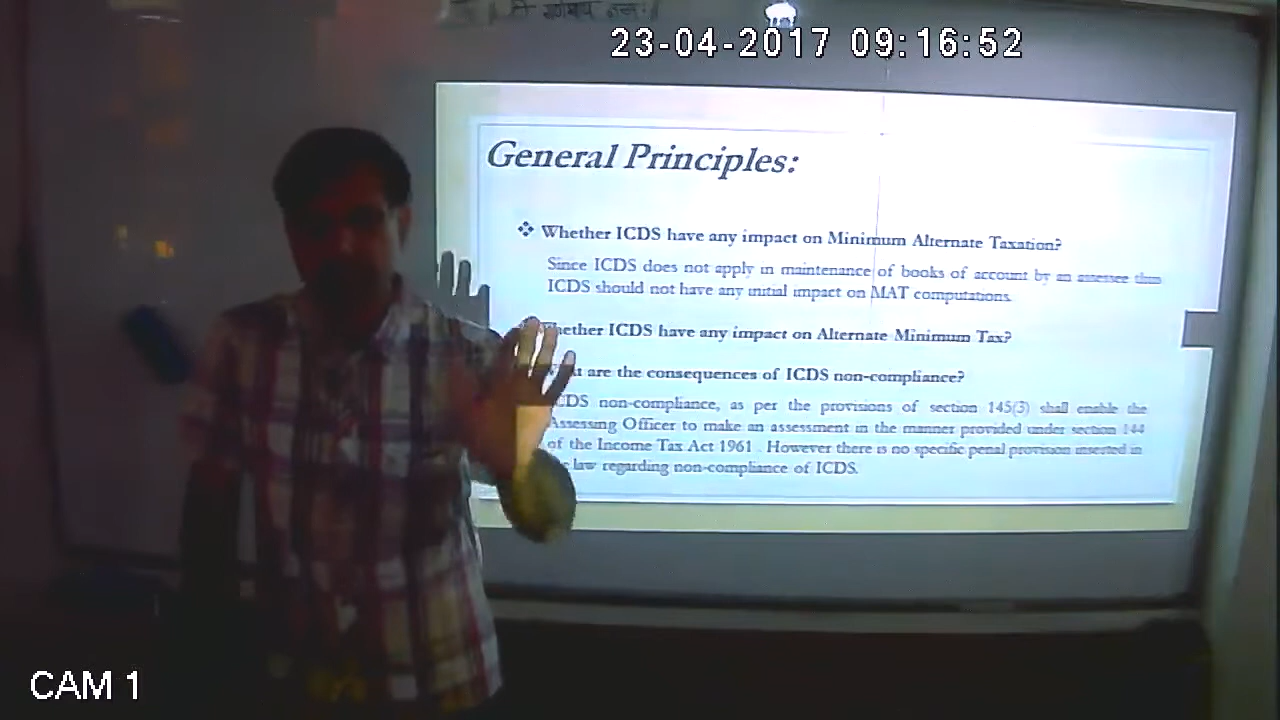 23-04-2017 09:16:52
General Principles:
Whether ICDS have any impact on Minimum Alternate Taxation?
Since ICDS does not apply in maintenance of books of account by an assessee thus
ICDS should not have any initial impact on MAT computations.
Whether ICDS have any impact on Alternate Minimum Tax?
are the consequences of ICDS non-compliance?
ICDS non-compliance, as per the provisions of section 145(3) shall enable the
Assessing Officer to make an assessment in the manner provided under section 144
of the Income Tax Act 1961 . However there is no specific penal provision inserted in
law regarding non-compliance of ICDS.
CAM 1